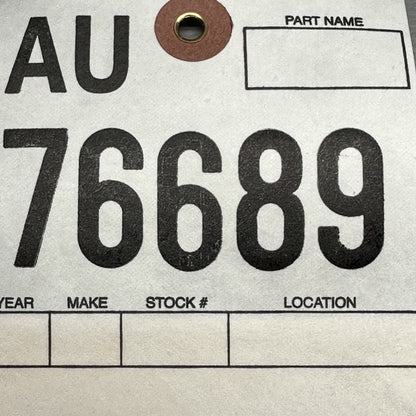 AU
PART NAME
76689
YEAR MAKE STOCK # LOCATION